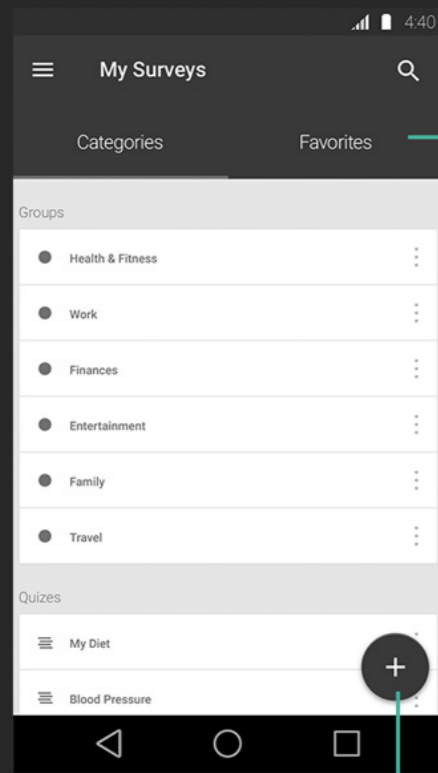 4:40
My Surveys
Categories Favorites
Groups
Health & Fitness
Work
Finances
Entertainment
Family
Travel
Quizes
My Diet
Blood Pressure